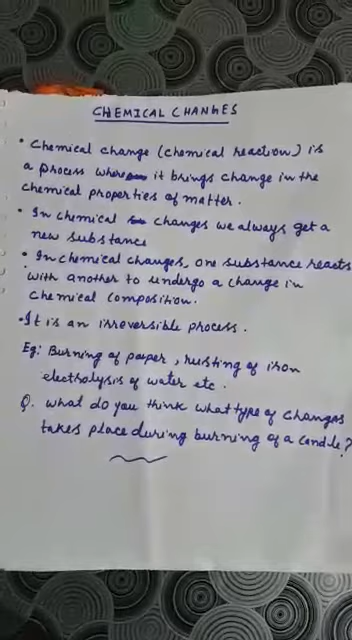 CHEMICAL CHANGES
• Chemical change (chemical reaction) is
a process where it brings change in the
chemical properties of matter.
• In chemical changes we always get a
new substance
• In chemical changes, one substance reacts
with another to undergo a change in
chemical composition.
• It is an irreversible process.
Eg: Burning of paper, rusting of iron
electrolysis of water etc.
Q. What do you think what type of changes
takes place during burning of a candle?